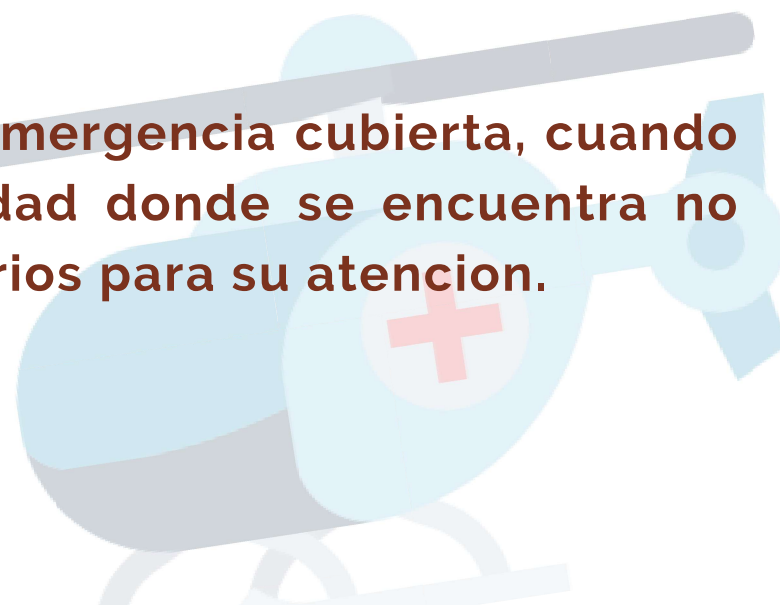 mergencia cubierta, cuando
dad donde se encuentra no
rios para su atencion.